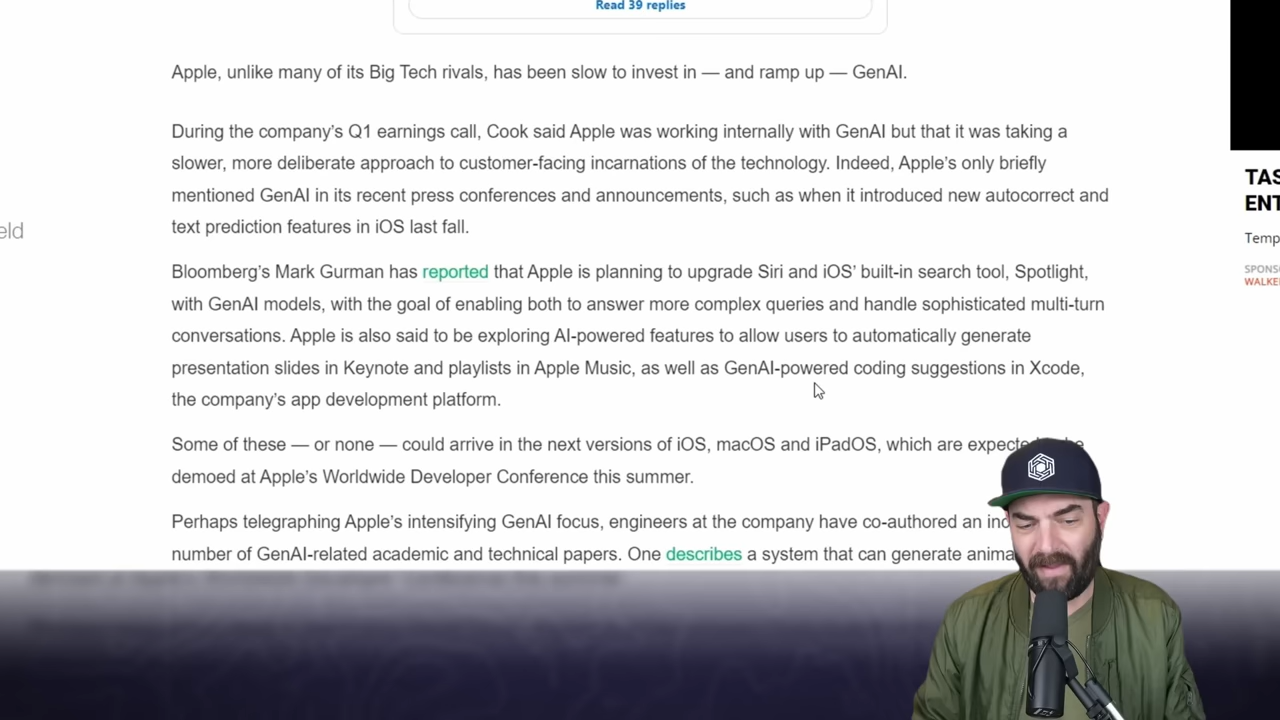 Read 39 replies
Apple, unlike many of its Big Tech rivals, has been slow to invest in — and ramp up — GenAI.
During the company's Q1 earnings call, Cook said Apple was working internally with GenAI but that it was taking a
slower, more deliberate approach to customer-facing incarnations of the technology. Indeed, Apple's only briefly
mentioned GenAI in its recent press conferences and announcements, such as when it introduced new autocorrect and
text prediction features in iOS last fall.
Bloomberg's Mark Gurman has reported that Apple is planning to upgrade Siri and iOS' built-in search tool, Spotlight,
with GenAI models, with the goal of enabling both to answer more complex queries and handle sophisticated multi-turn
conversations. Apple is also said to be exploring AI-powered features to allow users to automatically generate
presentation slides in Keynote and playlists in Apple Music, as well as GenAI-powered coding suggestions in Xcode,
the company's app development platform.
Some of these — or none — could arrive in the next versions of iOS, macOS and iPadOS, which are
demoed at Apple's Worldwide Developer Conference this summer.
Perhaps telegraphing Apple's intensifying GenAI focus, engineers at the company have co-authored an
number of GenAI-related academic and technical papers. One describes a system that can generate
eld
TAS
ENT
Temp
SPONS
WALKE